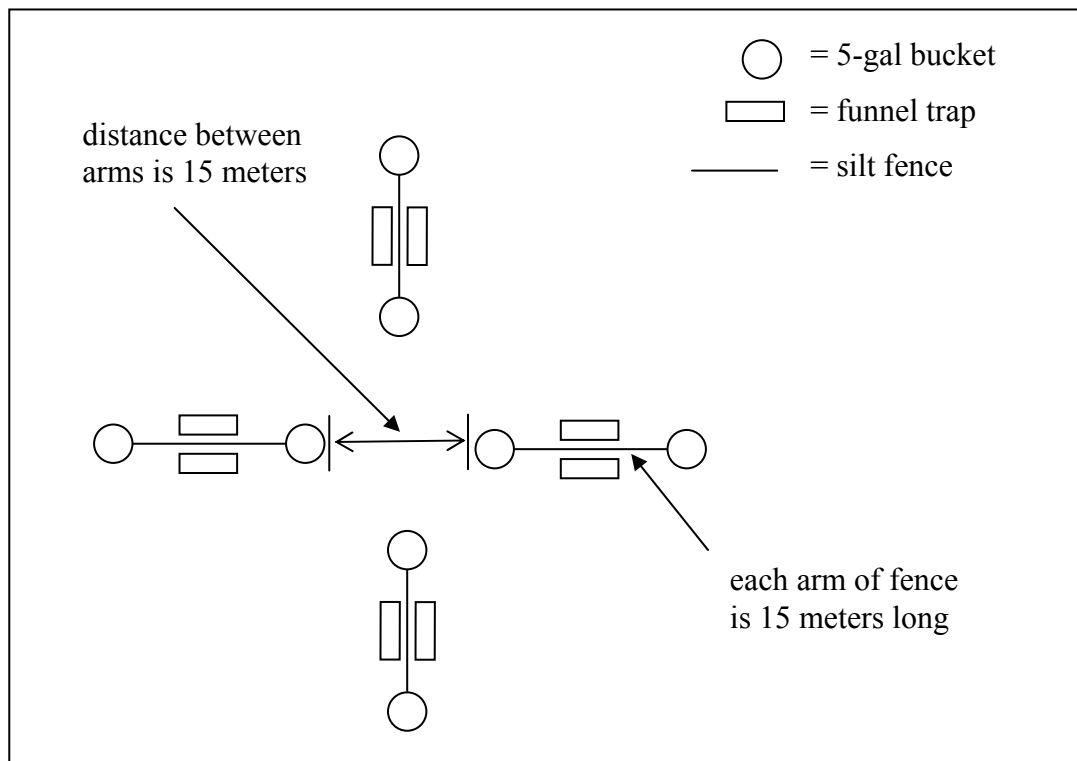 = 5-gal bucket
= funnel trap
= silt fence
distance between
arms is 15 meters
each arm of fence
is 15 meters long